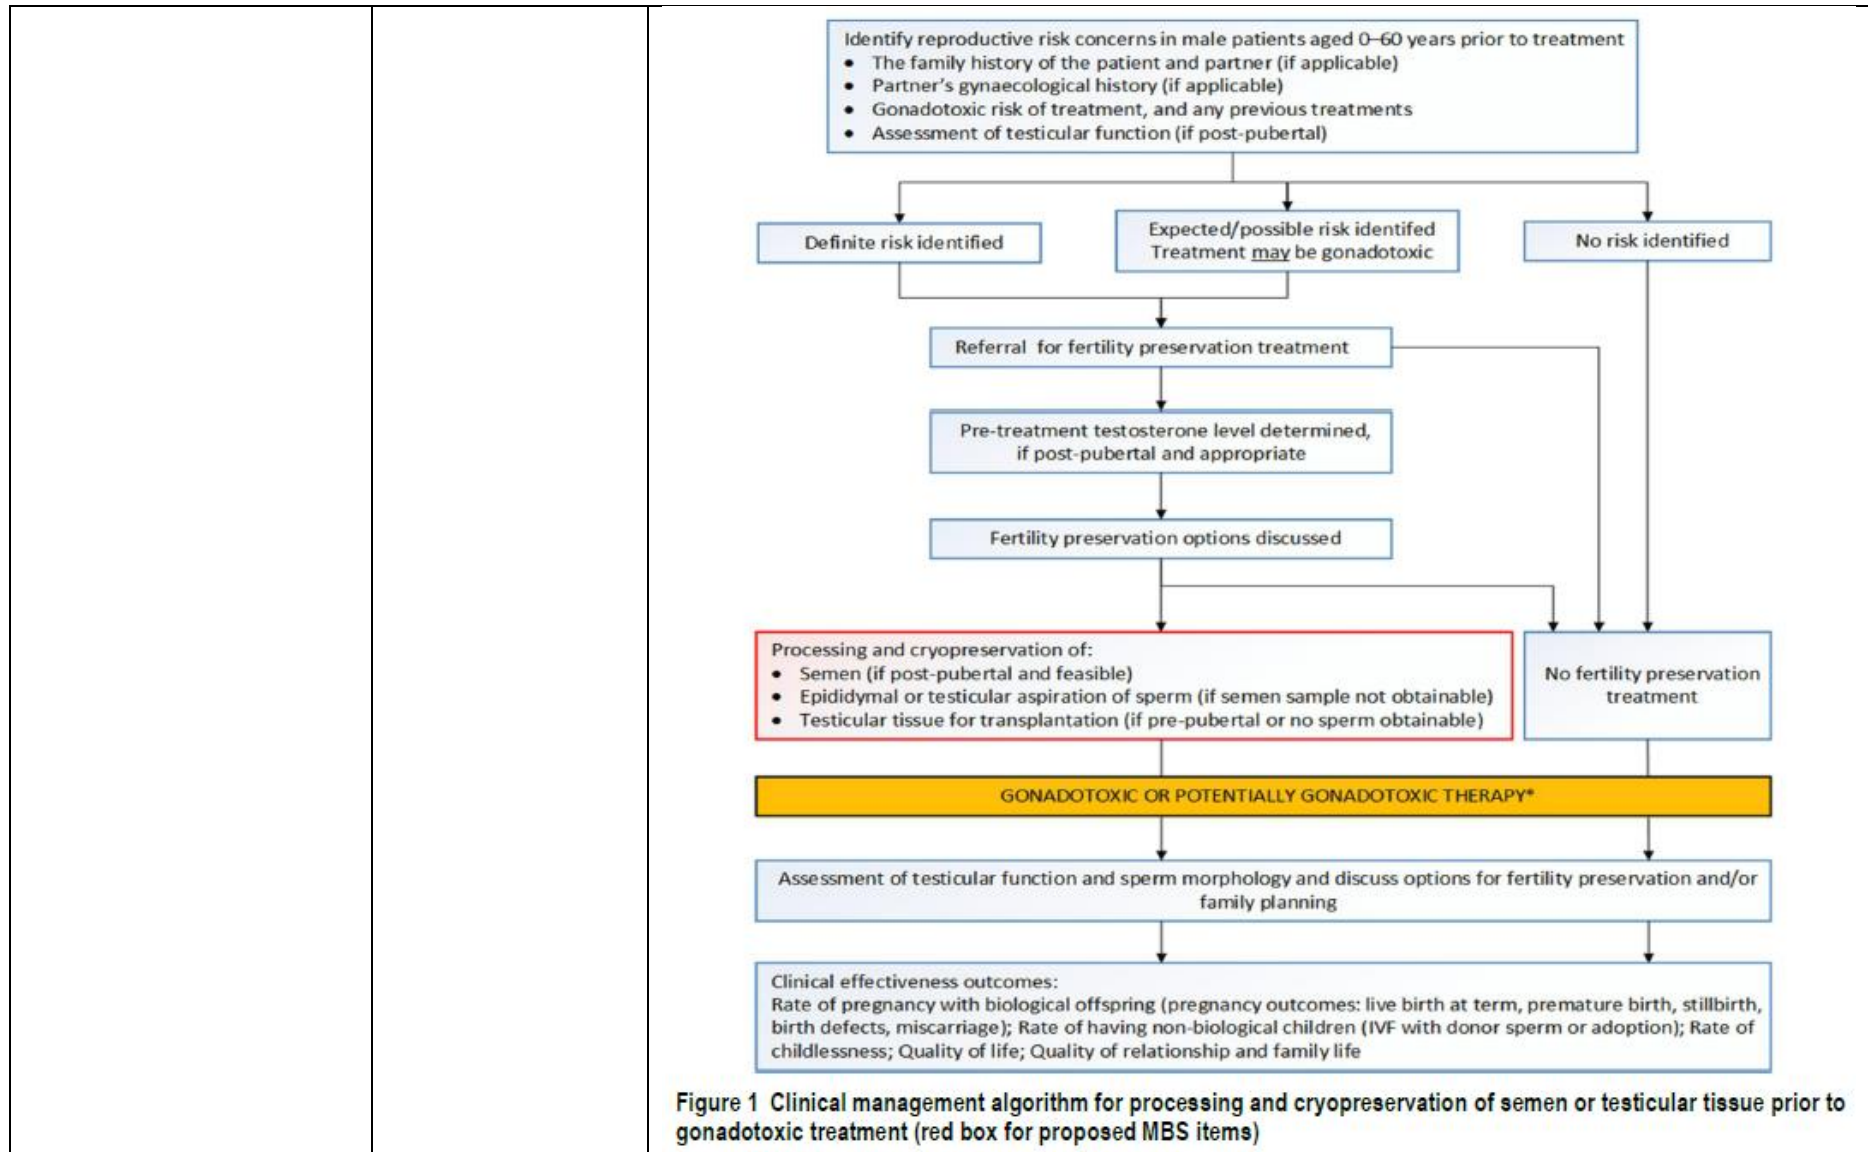 Identify reproductive risk concerns in male patients aged 0–60 years prior to treatment
• The family history of the patient and partner (if applicable)
• Partner's gynaecological history (if applicable)
• Gonadotoxic risk of treatment, and any previous treatments
• Assessment of testicular function (if post-pubertal)
Definite risk identified
Expected/possible risk identifed
Treatment may be gonadotoxic
No risk identified
Referral for fertility preservation treatment
Pre-treatment testosterone level determined,
if post-pubertal and appropriate
Fertility preservation options discussed
Processing and cryopreservation of:
• Semen (if post-pubertal and feasible)
• Epididymal or testicular aspiration of sperm (if semen sample not obtainable)
• Testicular tissue for transplantation (if pre-pubertal or no sperm obtainable)
No fertility preservation
treatment
GONADOTOXIC OR POTENTIALLY GONADOTOXIC THERAPY*
Assessment of testicular function and sperm morphology and discuss options for fertility preservation and/or
family planning
Clinical effectiveness outcomes:
Rate of pregnancy with biological offspring (pregnancy outcomes: live birth at term, premature birth, stillbirth,
birth defects, miscarriage); Rate of having non-biological children (IVF with donor sperm or adoption); Rate of
childlessness; Quality of life; Quality of relationship and family life
Figure 1 Clinical management algorithm for processing and cryopreservation of semen or testicular tissue prior to
gonadotoxic treatment (red box for proposed MBS items)